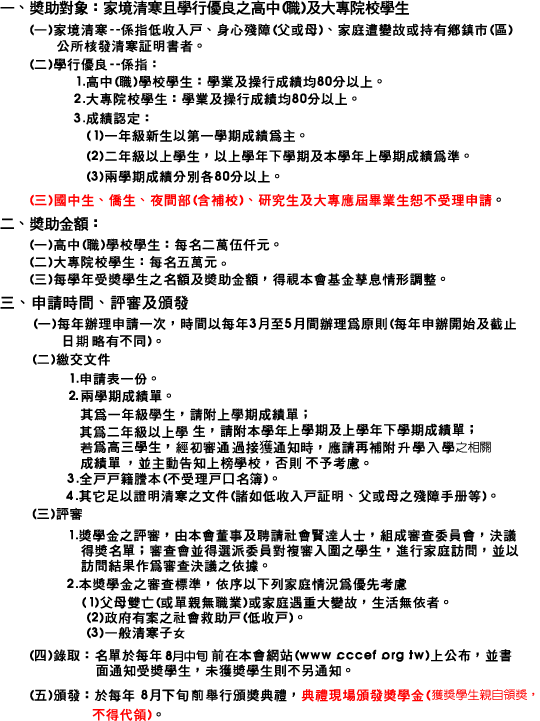 一、獎助對象：家境清寒且學行優良之高中(職)及大專院校學生
(一)家境清寒--係指低收入戶、身心殘障(父或母)、家庭遭變故或持有鄉鎮市(區)
公所核發清寒証明書者。
(二)學行優良--係指：
1.高中(職)學校學生：學業及操行成績均80分以上。
2.大專院校學生：學業及操行成績均80分以上。
3.成績認定：
(1)一年級新生以第一學期成績為主。
(2)二年級以上學生，以上學年下學期及本學年上學期成績為準。
(3)兩學期成績分別各80分以上。
(三)國中生、僑生、夜間部(含補校)、研究生及大專應屆畢業生恕不受理申請。
二、獎助金額：
(一)高中(職)學校學生：每名二萬伍仟元。
(二)大專院校學生：每名五萬元。
(三)每學年受獎學生之名額及獎助金額，得視本會基金孳息情形調整。
三、申請時間、評審及頒發
(一)每年辦理申請一次，時間以每年3月至5月間辦理為原則(每年申辦開始及截止
日期 略有不同)。
(二)繳交文件
1.申請表一份。
2.兩學期成績單。
其為一年級學生，請附上學期成績單；
其為二年級以上學 生，請附本學年上學期及上學年下學期成績單；
若為高三學生，經初審通過接獲通知時，應請再補附升學入學之相關
成績單 ，並主動告知上榜學校，否則 不予考慮。
3.全戶戶籍謄本(不受理戶口名簿)。
4.其它足以證明清寒之文件(諸如低收入戶証明、父或母之殘障手册等)。
(三)評審
1.獎學金之評審，由本會董事及聘請社會賢達人士，組成審查委員會，決議
得獎名單；審查會並得選派委員對複審入圍之學生，進行家庭訪問，並以
訪問結果作為審查決議之依據。
2.本獎學金之審查標準，依序以下列家庭情況為優先考慮
(1)父母雙亡(或單親無職業)或家庭遇重大變故，生活無依者。
(2)政府有案之社會救助戶(低收戶)。
(3)一般清寒子女
(四)錄取：名單於每年 8月中旬 前在本會網站(www.cccef.org.tw)上公布，並書
面通知受獎學生，未獲獎學生則不另通知。
(五)頒發：於每年 8月下旬前舉行頒獎典禮，典禮現場頒發獎學金(獲獎學生親自領獎，
不得代領)。